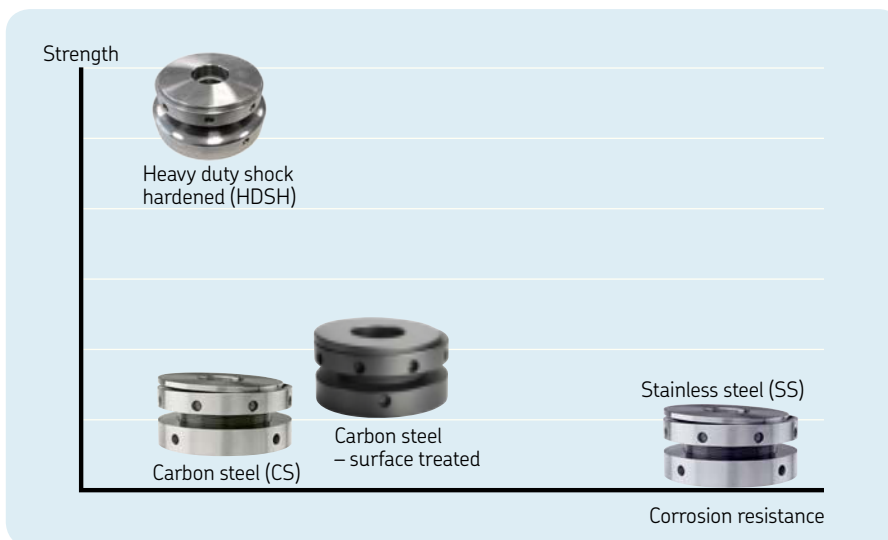 Strength
Heavy duty shock
hardened (HDSH)
Stainless steel (SS)
Carbon steel
– surface treated
Carbon steel (CS)
Corrosion resistance